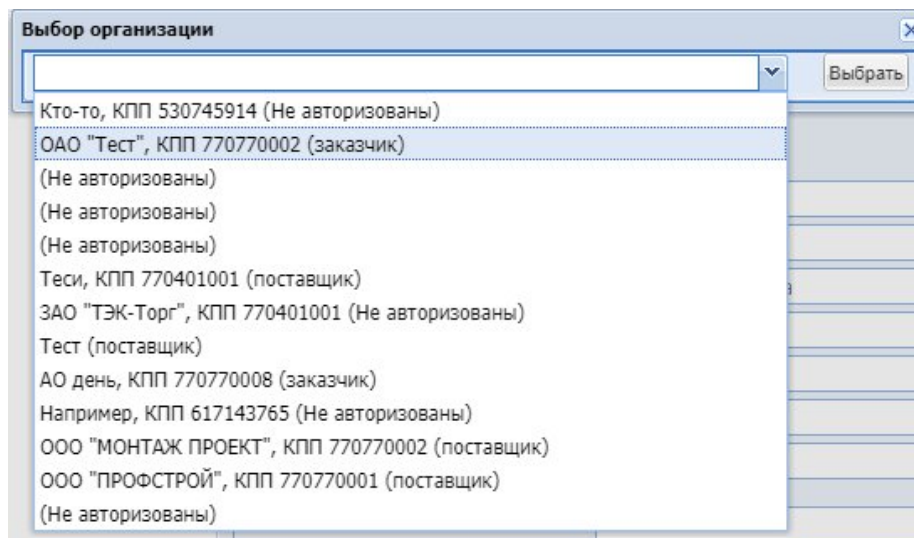 Выбор организации
Выбрать
Кто-то, КПП 530745914 (Не авторизованы)
ОАО "Тест", КПП 770770002 (заказчик)
(Не авторизованы)
(Не авторизованы)
(Не авторизованы)
Теси, КПП 770401001 (поставщик)
ЗАО "ТЭК-Торг", КПП 770401001 (Не авторизованы)
Тест (поставщик)
АО день, КПП 770770008 (заказчик)
Например, КПП 617143765 (Не авторизованы)
ООО "МОНТАЖ ПРОЕКТ", КПП 770770002 (поставщик)
ООО "ПРОФСТРОЙ", КПП 770770001 (поставщик)
(Не авторизованы)